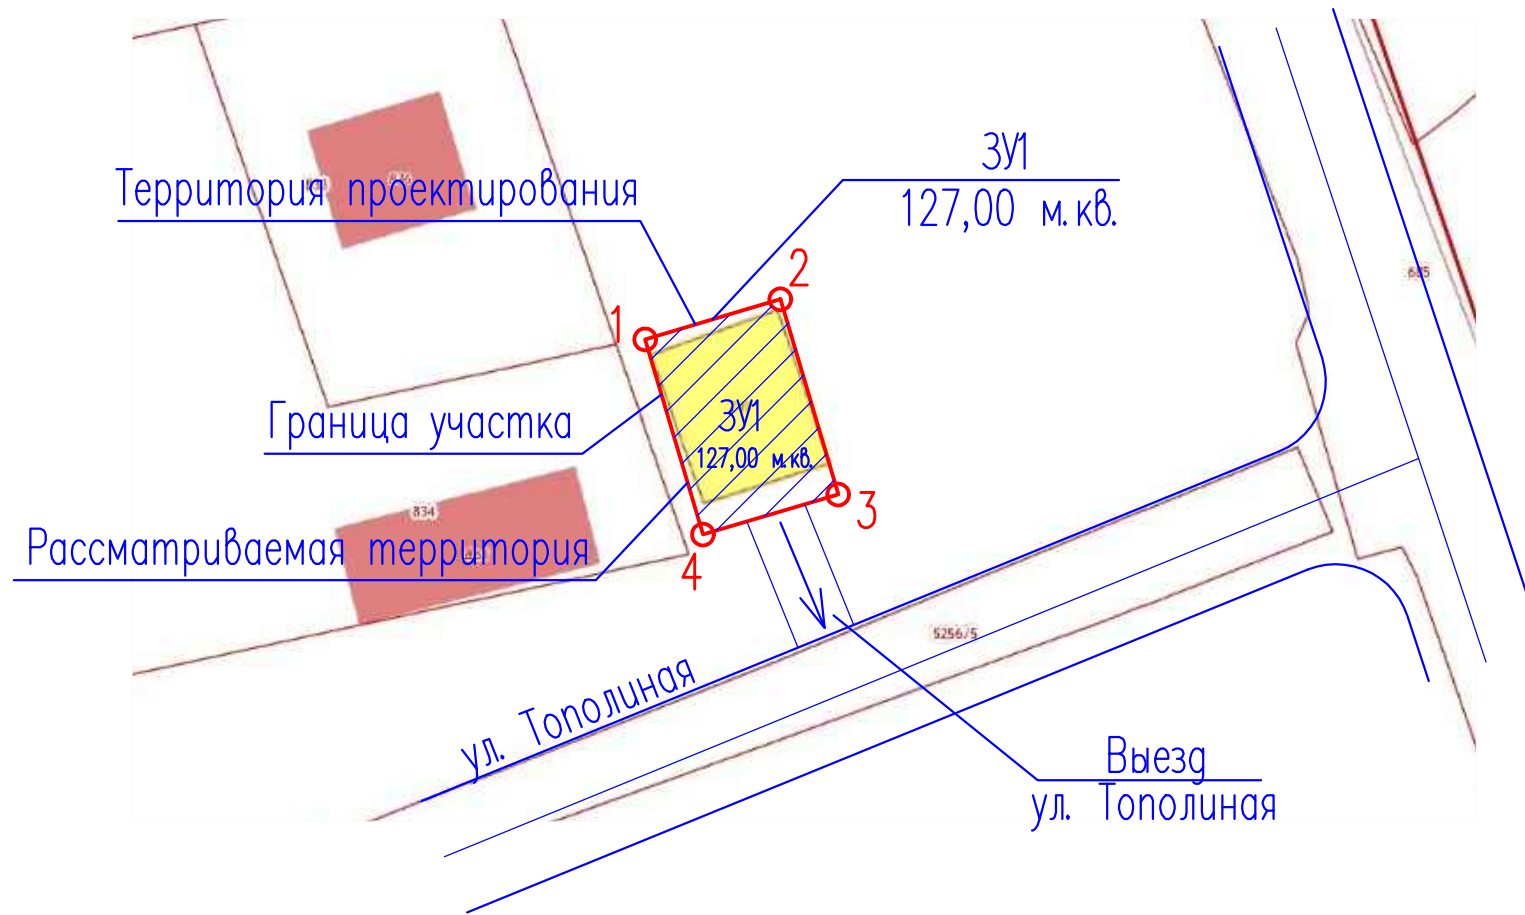 ЗУ1
127,00 м.кв.
Территория проектирования
2
1
Граница участка
ЗУ1
127,00 м.кв.
834
3
Рассматриваемая территория
4
5256/5
ул. Тополиная
Выезд
ул. Тополиная